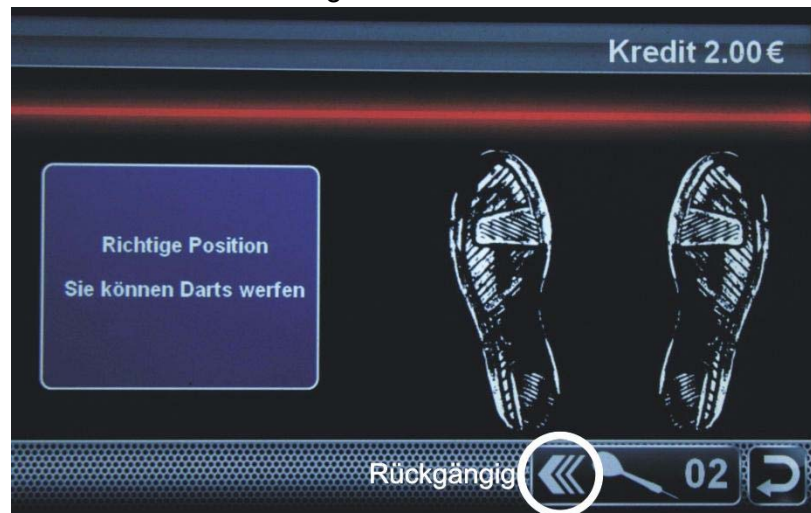 Kredit 2.00€
Richtige Position
Sie können Darts werfen
Rückgängig
02